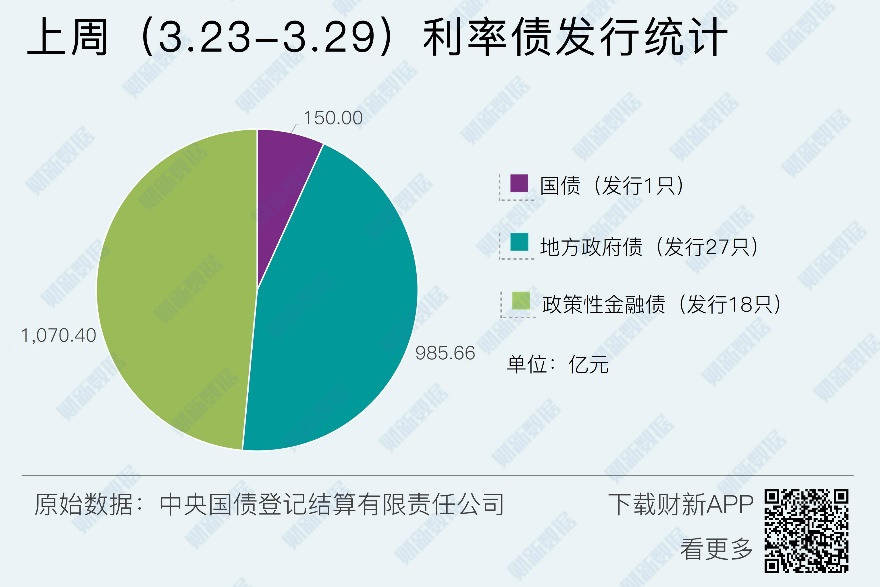 上周（3.23-3.29）利率债发行统计
150.00
国债（发行1只）
地方政府债（发行27只）
政策性金融债（发行18只）
1,070.40
985.66
单位：亿元
原始数据：中央国债登记结算有限责任公司
下载财新APP
看更多
财新数据